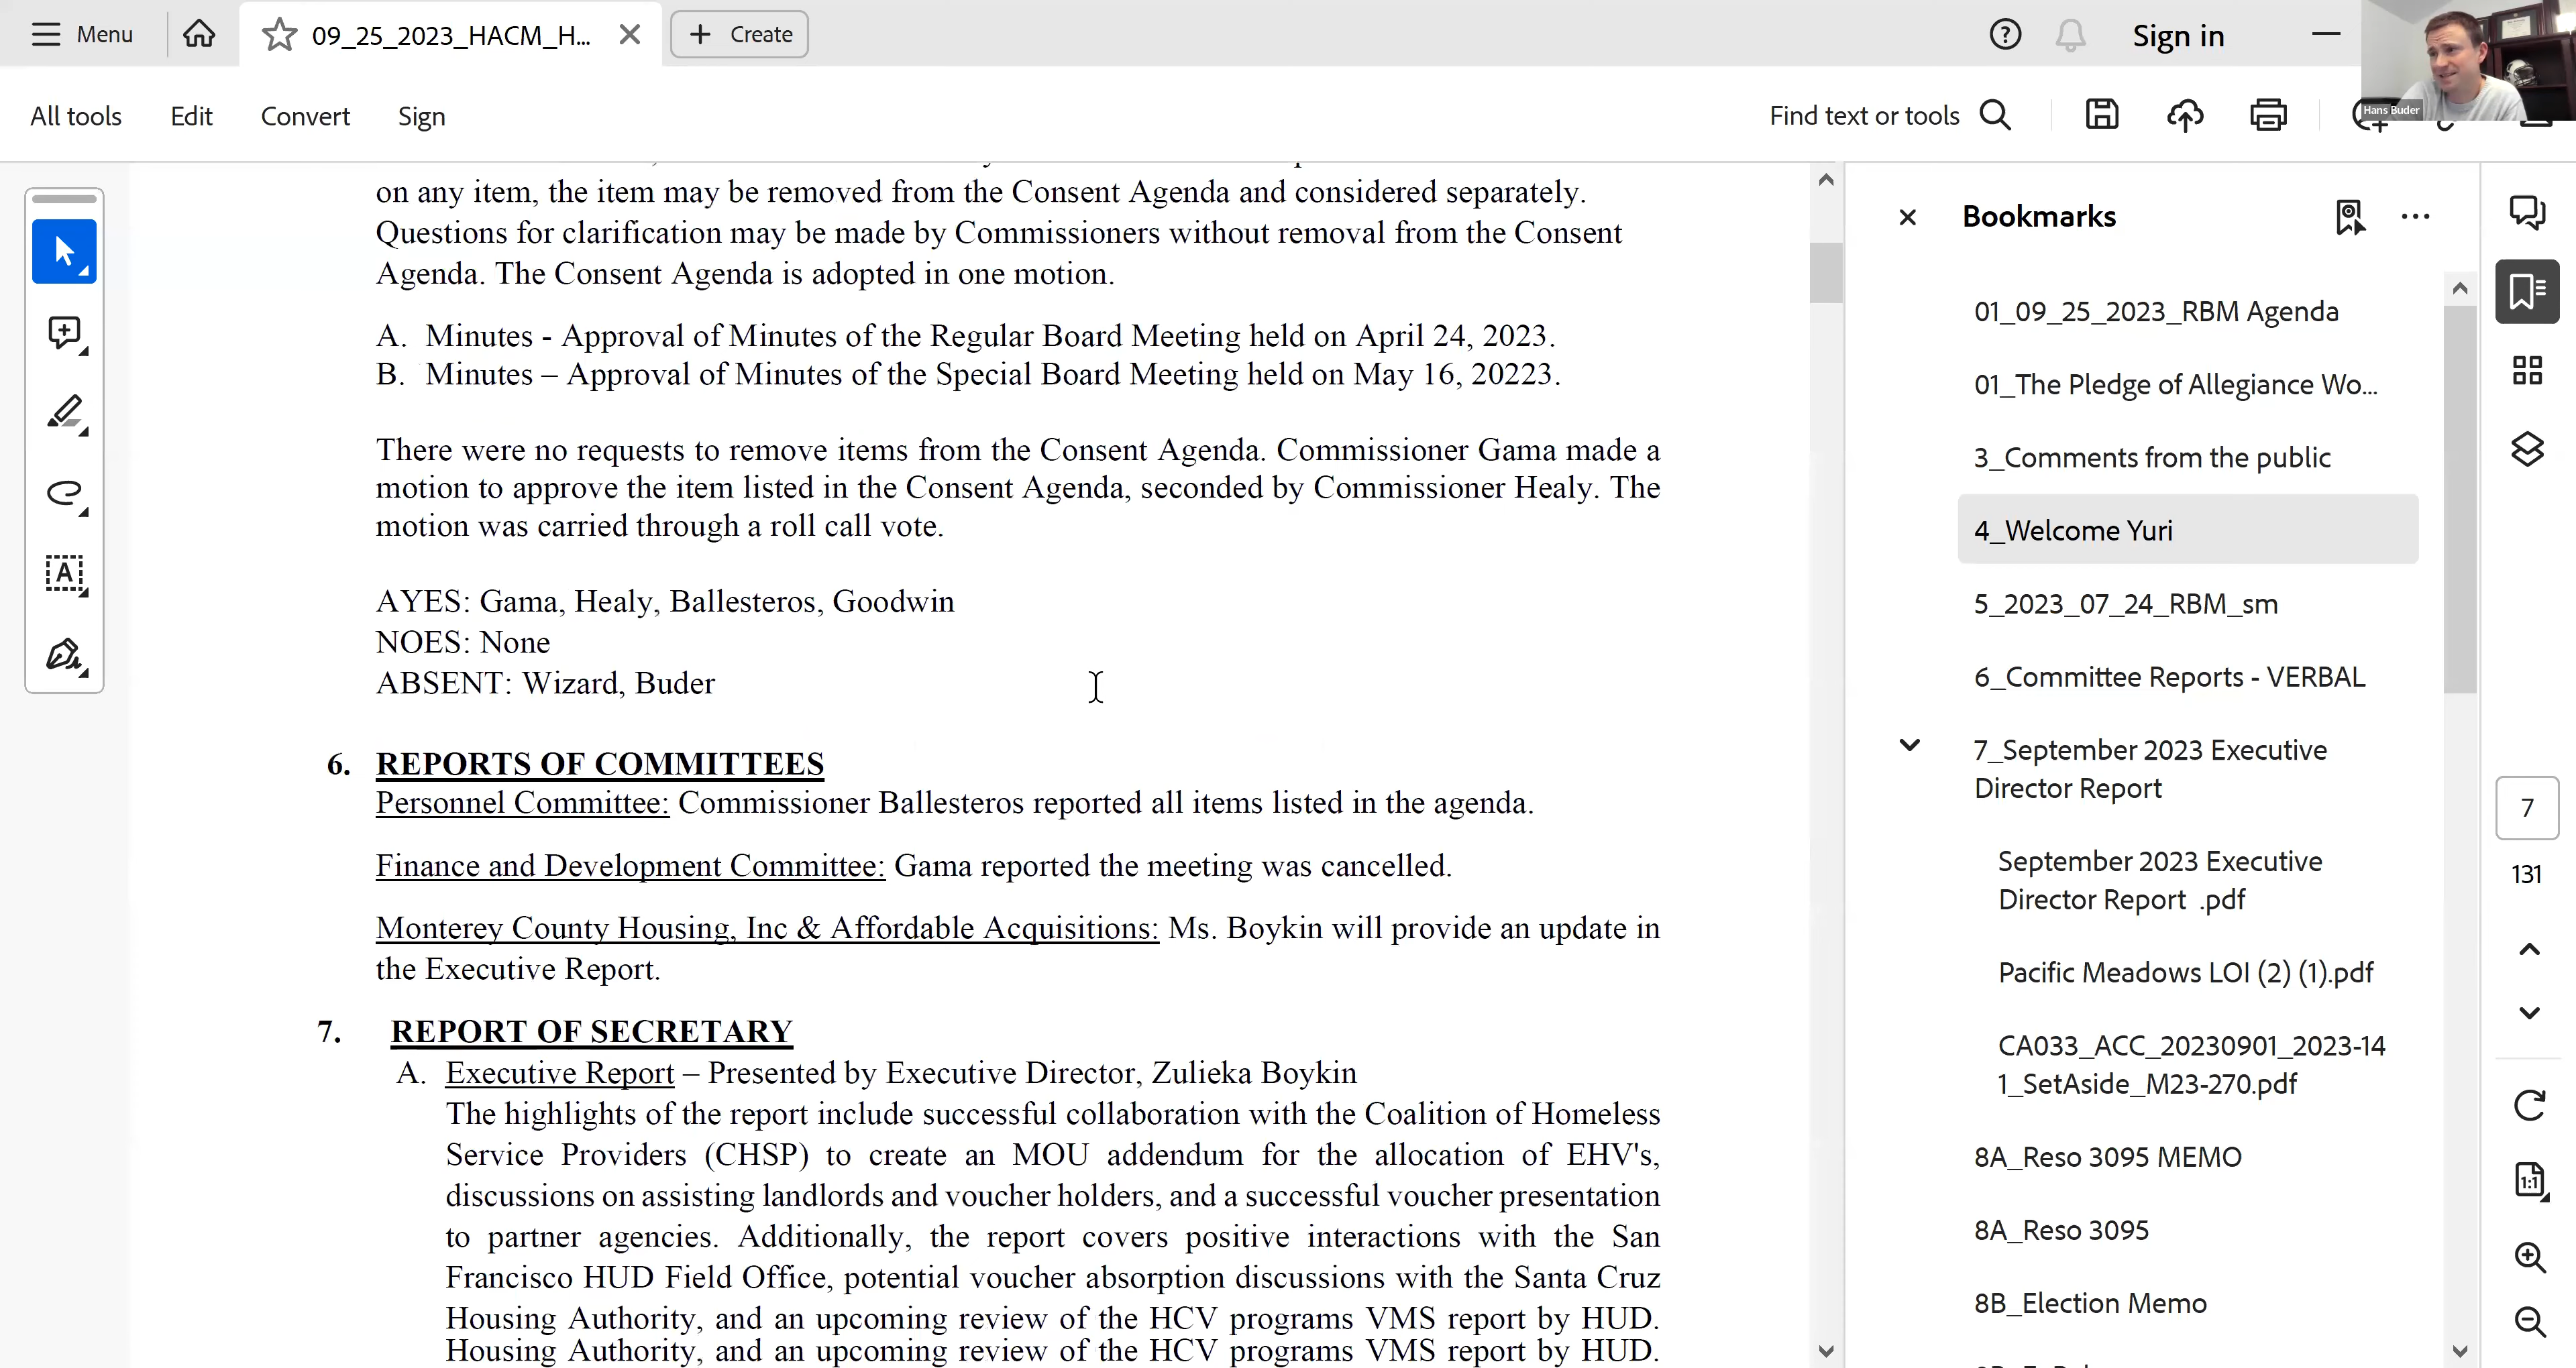 Menu
09_25_2023_HACM_H...
Create
Sign in
Hans Buder
All tools
Edit
Convert
Sign
Find text or tools
on any item, the item may be removed from the Consent Agenda and considered separately.
Questions for clarification may be made by Commissioners without removal from the Consent
Agenda. The Consent Agenda is adopted in one motion.
A. Minutes - Approval of Minutes of the Regular Board Meeting held on April 24, 2023.
B. Minutes – Approval of Minutes of the Special Board Meeting held on May 16, 20223.
There were no requests to remove items from the Consent Agenda. Commissioner Gama made a
motion to approve the item listed in the Consent Agenda, seconded by Commissioner Healy. The
motion was carried through a roll call vote.
AYES: Gama, Healy, Ballesteros, Goodwin
NOES: None
ABSENT: Wizard, Buder
6. REPORTS OF COMMITTEES
Personnel Committee: Commissioner Ballesteros reported all items listed in the agenda.
Finance and Development Committee: Gama reported the meeting was cancelled.
Monterey County Housing, Inc & Affordable Acquisitions: Ms. Boykin will provide an update in
the Executive Report.
7. REPORT OF SECRETARY
A. Executive Report – Presented by Executive Director, Zulieka Boykin
The highlights of the report include successful collaboration with the Coalition of Homeless
Service Providers (CHSP) to create an MOU addendum for the allocation of EHV's,
discussions on assisting landlords and voucher holders, and a successful voucher presentation
to partner agencies. Additionally, the report covers positive interactions with the San
Francisco HUD Field Office, potential voucher absorption discussions with the Santa Cruz
Housing Authority, and an upcoming review of the HCV programs VMS report by HUD.
Housing Authority, and an upcoming review of the HCV programs VMS report by HUD.
Bookmarks
01_09_25_2023_RBM Agenda
01_The Pledge of Allegiance Wo...
3_Comments from the public
4_Welcome Yuri
5_2023_07_24_RBM_sm
6_Committee Reports - VERBAL
7_September 2023 Executive
Director Report
September 2023 Executive
Director Report .pdf
Pacific Meadows LOI (2) (1).pdf
CA033_ACC_20230901_2023-14
1_SetAside_M23-270.pdf
8A_Reso 3095 MEMO
8A_Reso 3095
8B_Election Memo
7
131